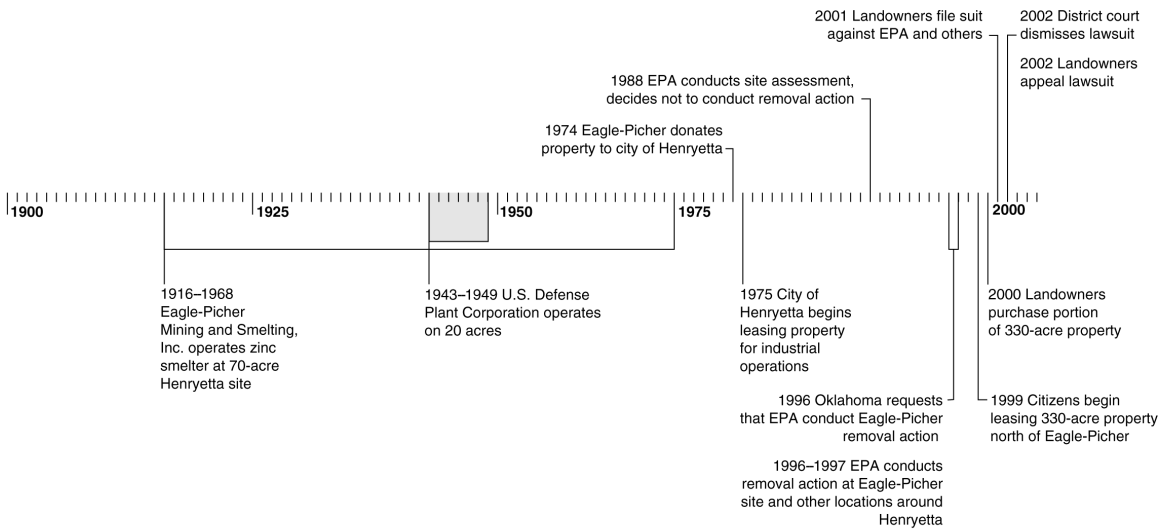 2001 Landowners file suit
against EPA and others
2002 District court
dismisses lawsuit
2002 Landowners
appeal lawsuit
1988 EPA conducts site assessment,
decides not to conduct removal action
1974 Eagle-Picher donates
property to city of Henryetta
1900
1925
1950
1975
2000
1916–1968
Eagle-Picher
Mining and Smelting,
Inc. operates zinc
smelter at 70-acre
Henryetta site
1943–1949 U.S. Defense
Plant Corporation operates
on 20 acres
1975 City of
Henryetta begins
leasing property
for industrial
operations
2000 Landowners
purchase portion
of 330-acre property
1996 Oklahoma requests
that EPA conduct Eagle-Picher
removal action
1999 Citizens begin
leasing 330-acre property
north of Eagle-Picher
1996–1997 EPA conducts
removal action at Eagle-Picher
site and other locations around
Henryetta